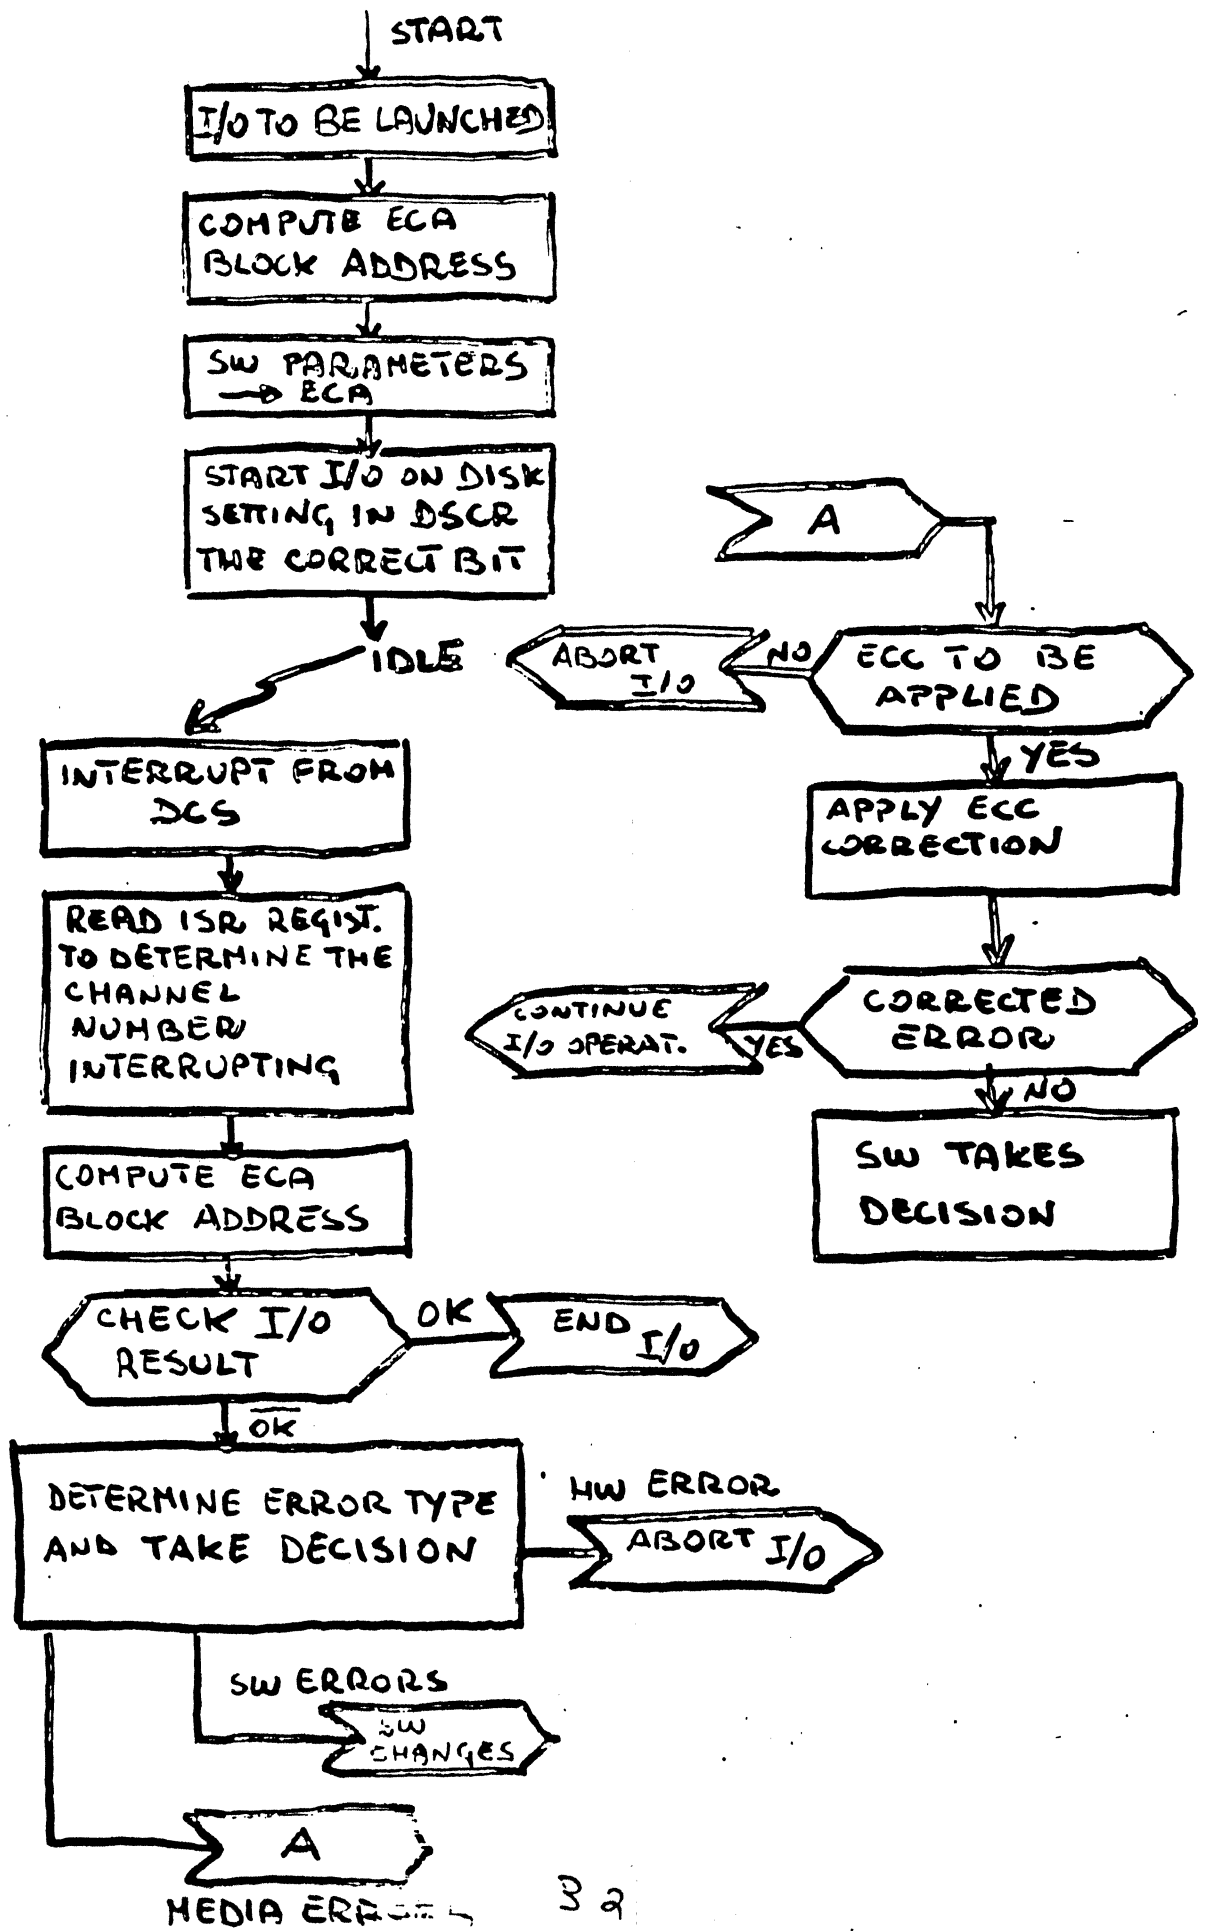 START
I/O TO BE LAUNCHED
COMPUTE ECA
BLOCK ADDRESS
SW PARAMETERS
→ ECA
START I/O ON DISK
SETTING IN DSCR
THE CORRECT BIT
IDLE
INTERRUPT FROM
DCS
READ ISR REGIST.
TO DETERMINE THE
CHANNEL
NUMBER
INTERRUPTING
COMPUTE ECA
BLOCK ADDRESS
CHECK I/O
RESULT
OK
END
I/O
OK
DETERMINE ERROR TYPE
AND TAKE DECISION
HW ERROR
ABORT I/O
SW ERRORS
SW
CHANGES
A
MEDIA
A
ECC TO BE
APPLIED
NO
ABORT
I/O
YES
APPLY ECC
CORRECTION
CORRECTED
ERROR
YES
CONTINUE
I/O OPERAT.
NO
SW TAKES
DECISION
32